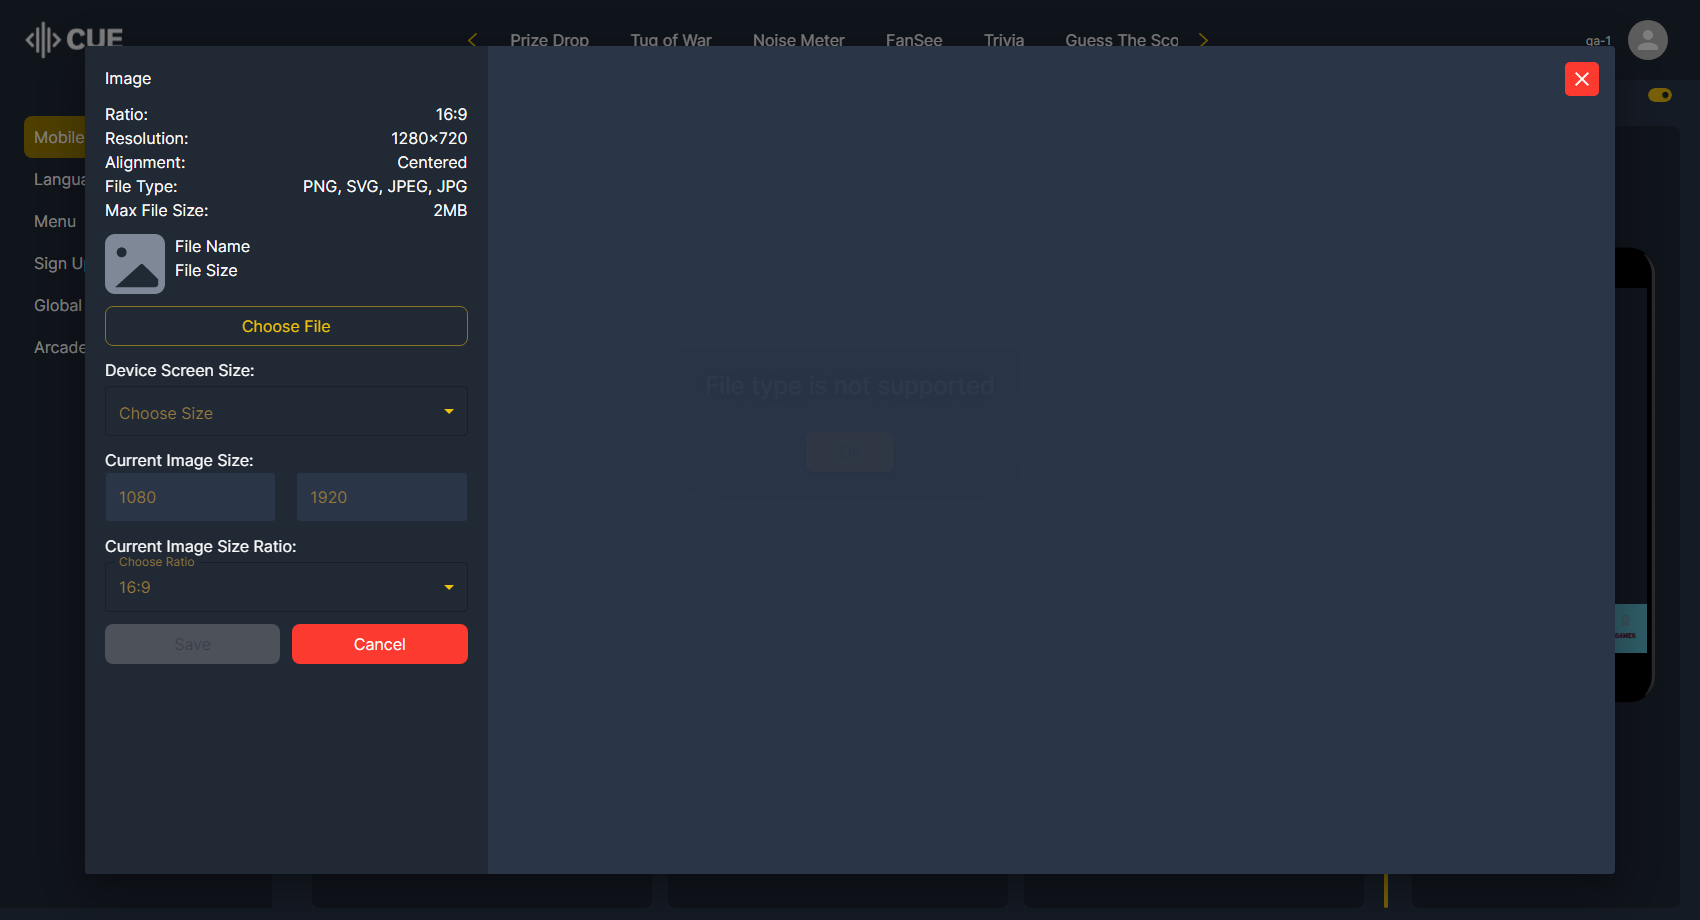 CUE
Prize Drop Tug of War Noise Meter FanSee Trivia Guess The Sco
qa-1
Image
Ratio: 16:9
Resolution: 1280×720
Alignment: Centered
File Type: PNG, SVG, JPEG, JPG
Max File Size: 2MB
File Name
File Size
Choose File
Device Screen Size:
Choose Size
Current Image Size:
1080 1920
Current Image Size Ratio:
Choose Ratio
16:9
Save Cancel
Mobile
Langua
Menu
Sign U
Global
Arcade
File type is not supported
GAMES